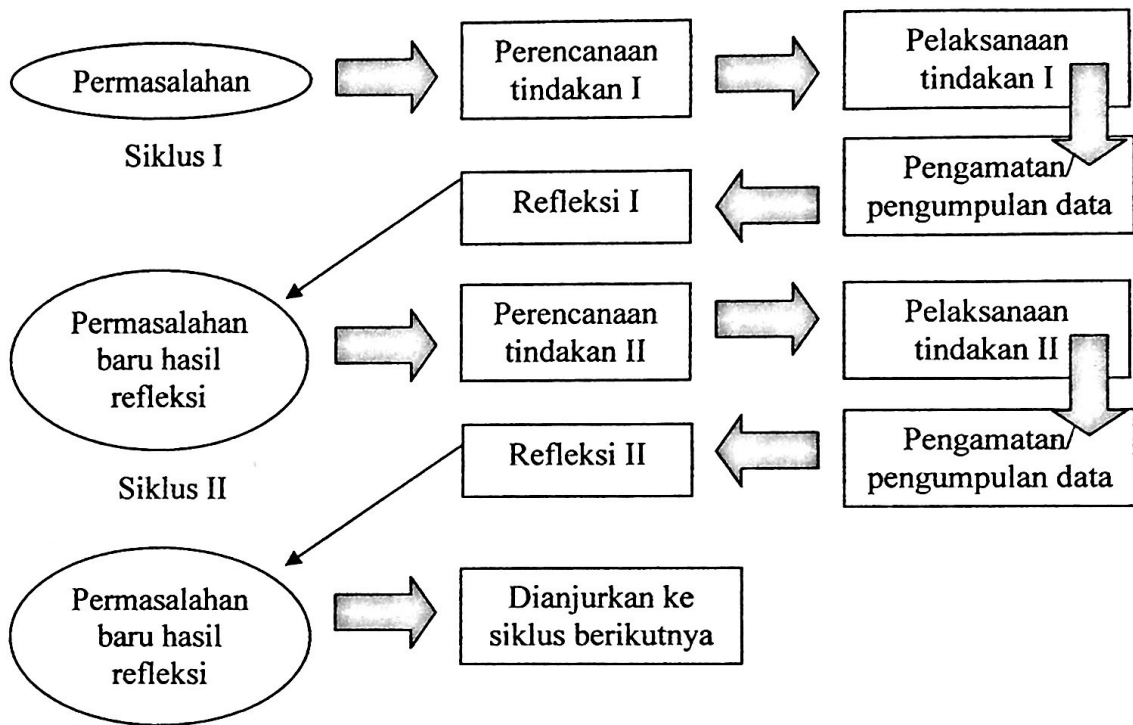 Permasalahan
Perencanaan
tindakan I
Pelaksanaan
tindakan I
Siklus I
Refleksi I
Pengamatan/
pengumpulan data
Permasalahan
baru hasil
refleksi
Perencanaan
tindakan II
Pelaksanaan
tindakan II
Siklus II
Refleksi II
Pengamatan/
pengumpulan data
Permasalahan
baru hasil
refleksi
Dianjurkan ke
siklus berikutnya